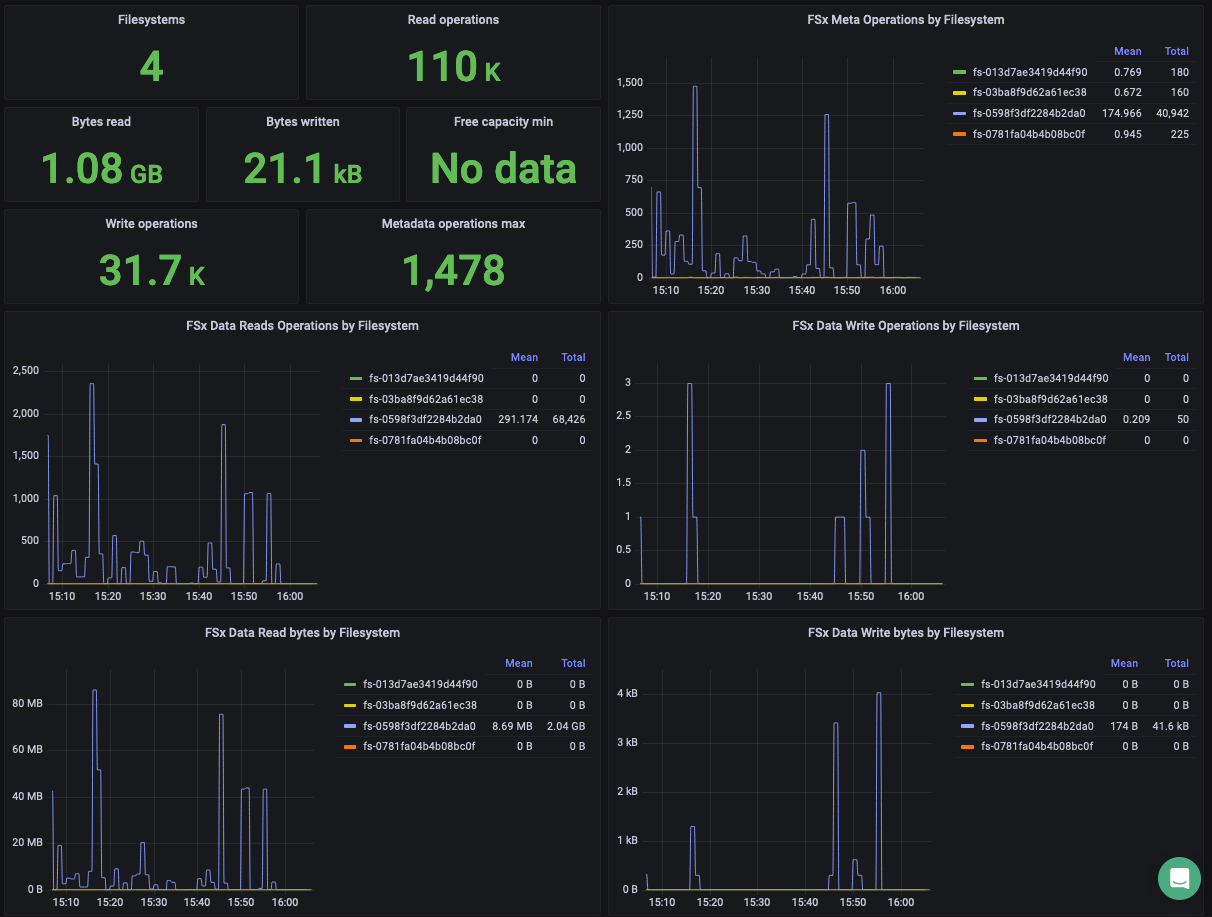 Filesystems
4
Read operations
110 K
Bytes read
1.08 GB
Bytes written
21.1 kB
Free capacity min
No data
Write operations
31.7 K
Metadata operations max
1,478
FSx Meta Operations by Filesystem
1,500
1,250
1,000
750
500
250
0
15:10 15:20 15:30 15:40 15:50 16:00
Mean Total
fs-013d7ae3419d44f90 0.769 180
fs-03ba8f9d62a61ec38 0.672 160
fs-0598f3df2284b2da0 174.966 40,942
fs-0781fa04b4b08bc0f 0.945 225
FSx Data Reads Operations by Filesystem
2,500
2,000
1,500
1,000
500
0
15:10 15:20 15:30 15:40 15:50 16:00
Mean Total
fs-013d7ae3419d44f90 0 0
fs-03ba8f9d62a61ec38 0 0
fs-0598f3df2284b2da0 291.174 68,426
fs-0781fa04b4b08bc0f 0 0
FSx Data Write Operations by Filesystem
3
2.5
2
1.5
1
0.5
0
15:10 15:20 15:30 15:40 15:50 16:00
Mean Total
fs-013d7ae3419d44f90 0 0
fs-03ba8f9d62a61ec38 0 0
fs-0598f3df2284b2da0 0.209 50
fs-0781fa04b4b08bc0f 0 0
FSx Data Read bytes by Filesystem
80 MB
60 MB
40 MB
20 MB
0 B
15:10 15:20 15:30 15:40 15:50 16:00
Mean Total
fs-013d7ae3419d44f90 0 B 0 B
fs-03ba8f9d62a61ec38 0 B 0 B
fs-0598f3df2284b2da0 8.69 MB 2.04 GB
fs-0781fa04b4b08bc0f 0 B 0 B
FSx Data Write bytes by Filesystem
4 kB
3 kB
2 kB
1 kB
0 B
15:10 15:20 15:30 15:40 15:50 16:00
Mean Total
fs-013d7ae3419d44f90 0 B 0 B
fs-03ba8f9d62a61ec38 0 B 0 B
fs-0598f3df2284b2da0 174 B 41.6 kB
fs-0781fa04b4b08bc0f 0 B 0 B